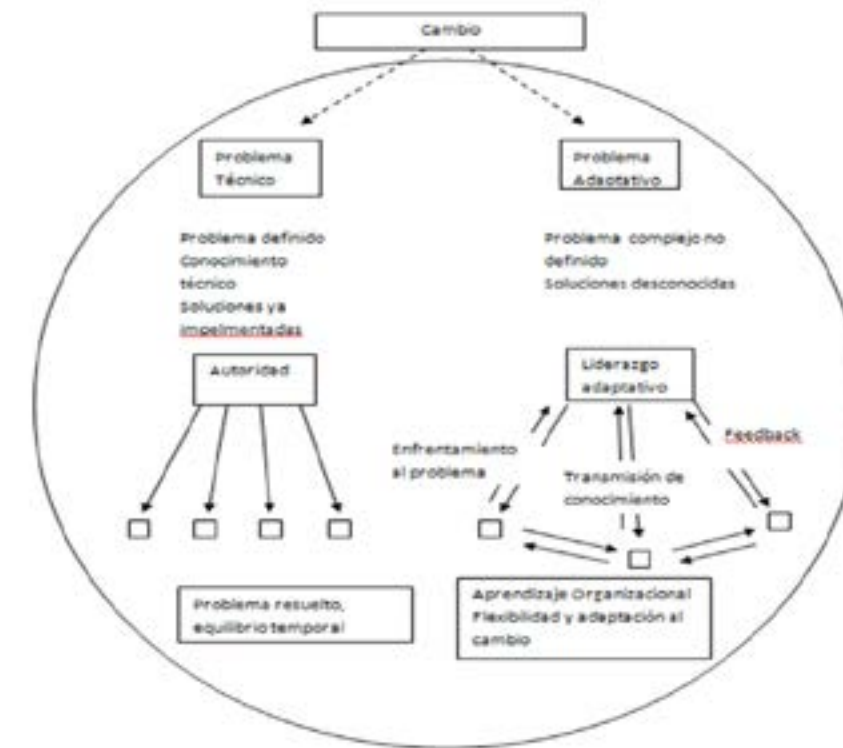 Cambio
Problema
Técnico
Problema
Adaptativo
Problema definido
Conocimiento
técnico
Soluciones ya
impelmentadas
Problema complejo no
definido
Soluciones desconocidas
Autoridad
Liderazgo
adaptativo
Enfrentamiento
al problema
Transmisión de
conocimiento
Feedback
Problema resuelto,
equilibrio temporal
Aprendizaje Organizacional
Flexibilidad y adaptación al
cambio